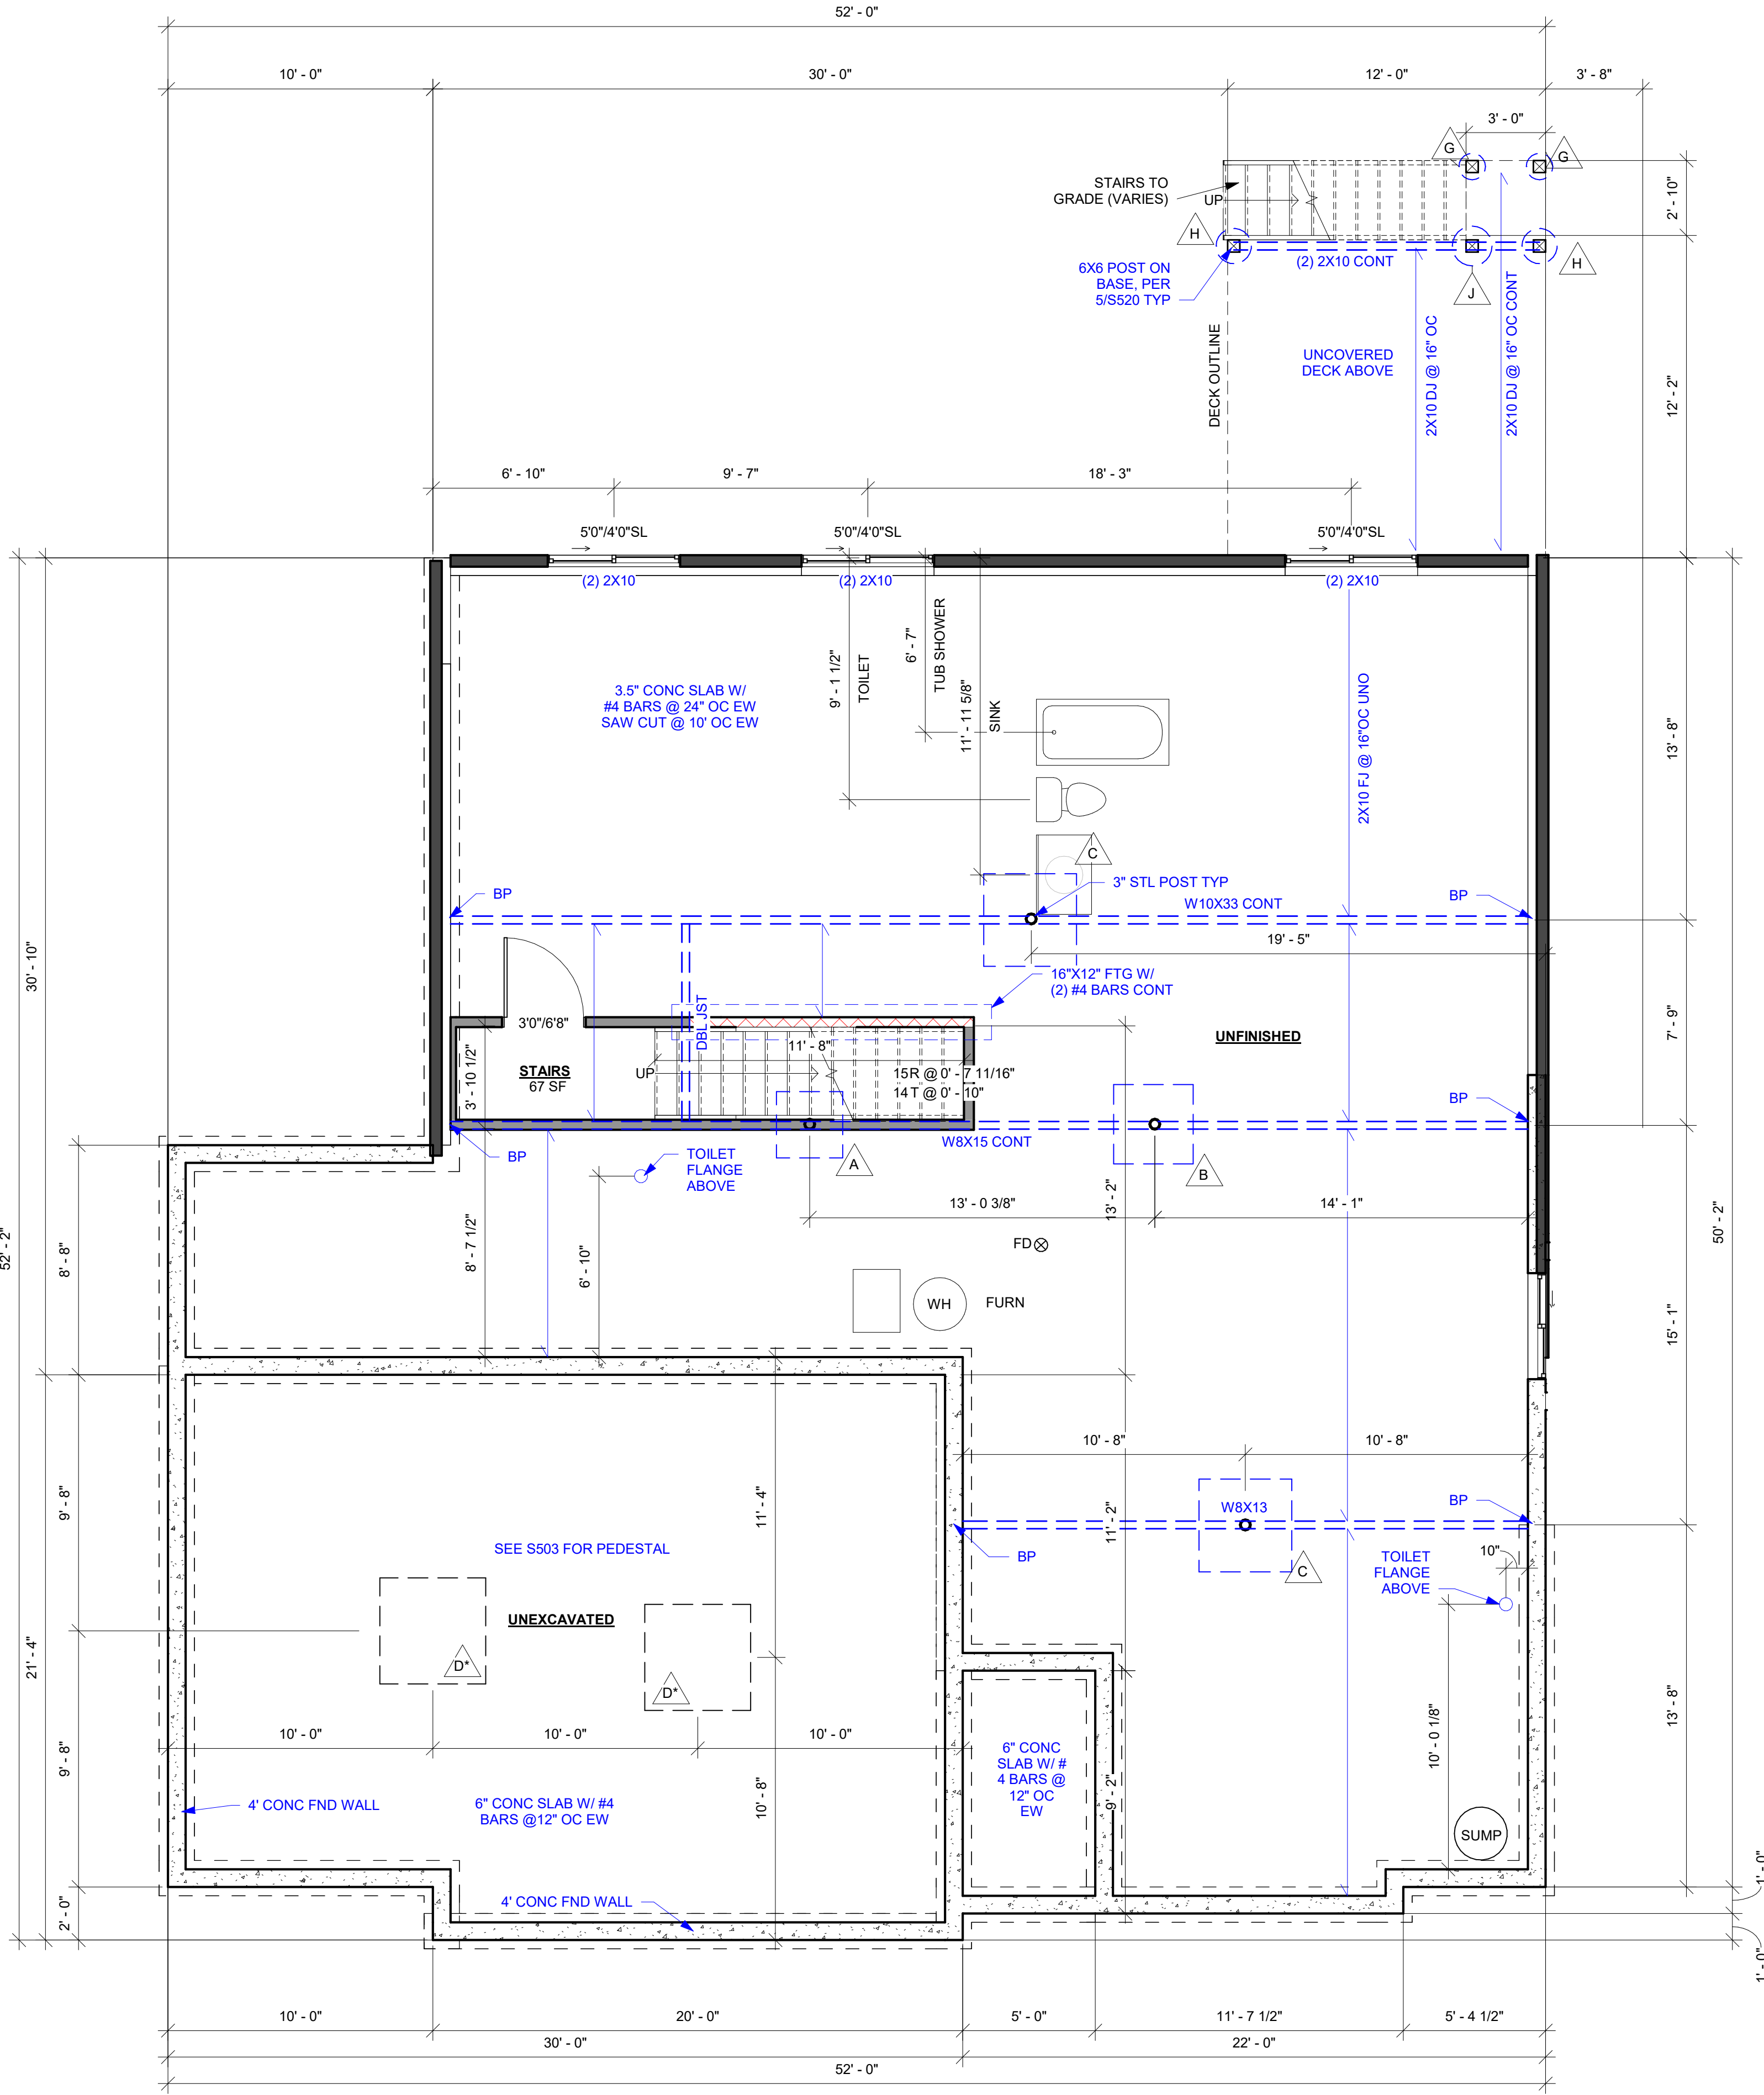 52' - 0"
10' - 0"
30' - 0"
12' - 0"
3' - 8"
3' - 0"
G
G
STAIRS TO
GRADE (VARIES)
UP
2' - 10"
H
(2) 2X10 CONT
H
6X6 POST ON
BASE, PER
5/S520 TYP
J
DECK OUTLINE
UNCOVERED
DECK ABOVE
2X10 DJ @ 16" OC
2X10 DJ @ 16" OC CONT
12' - 2"
6' - 10"
9' - 7"
18' - 3"
5'0"/4'0"SL
5'0"/4'0"SL
5'0"/4'0"SL
(2) 2X10
(2) 2X10
(2) 2X10
9' - 1 1/2"
TOILET
6' - 7"
TUB SHOWER
11' - 11 5/8"
SINK
3.5" CONC SLAB W/
#4 BARS @ 24" OC EW
SAW CUT @ 10' OC EW
2X10 FJ @ 16"OC UNO
13' - 8"
C
3" STL POST TYP
BP
W10X33 CONT
BP
30' - 10"
19' - 5"
16"X12" FTG W/
(2) #4 BARS CONT
DBL JST
3'0"/6'8"
11' - 8"
UNFINISHED
7' - 9"
STAIRS
67 SF
3' - 10 1/2"
UP
15R @ 0' - 7 11/16"
14T @ 0' - 10"
BP
BP
W8X15 CONT
TOILET
FLANGE
ABOVE
A
B
13' - 0 3/8"
13' - 2"
14' - 1"
52' - 2"
8' - 8"
8' - 7 1/2"
6' - 10"
FD
WH
FURN
50' - 2"
15' - 1"
10' - 8"
10' - 8"
9' - 8"
11' - 4"
11' - 2"
W8X13
BP
BP
SEE S503 FOR PEDESTAL
TOILET
FLANGE
ABOVE
10"
C
UNEXCAVATED
D*
D*
21' - 4"
10' - 0"
10' - 0"
10' - 0"
9' - 8"
10' - 8"
6" CONC
SLAB W/ #
4 BARS @
12" OC
EW
9' - 2"
10' - 0 1/8"
13' - 8"
4' CONC FND WALL
6" CONC SLAB W/ #4
BARS @12" OC EW
SUMP
4' CONC FND WALL
2' - 0"
1' - 0"
1' - 0"
10' - 0"
20' - 0"
5' - 0"
11' - 7 1/2"
5' - 4 1/2"
30' - 0"
22' - 0"
52' - 0"